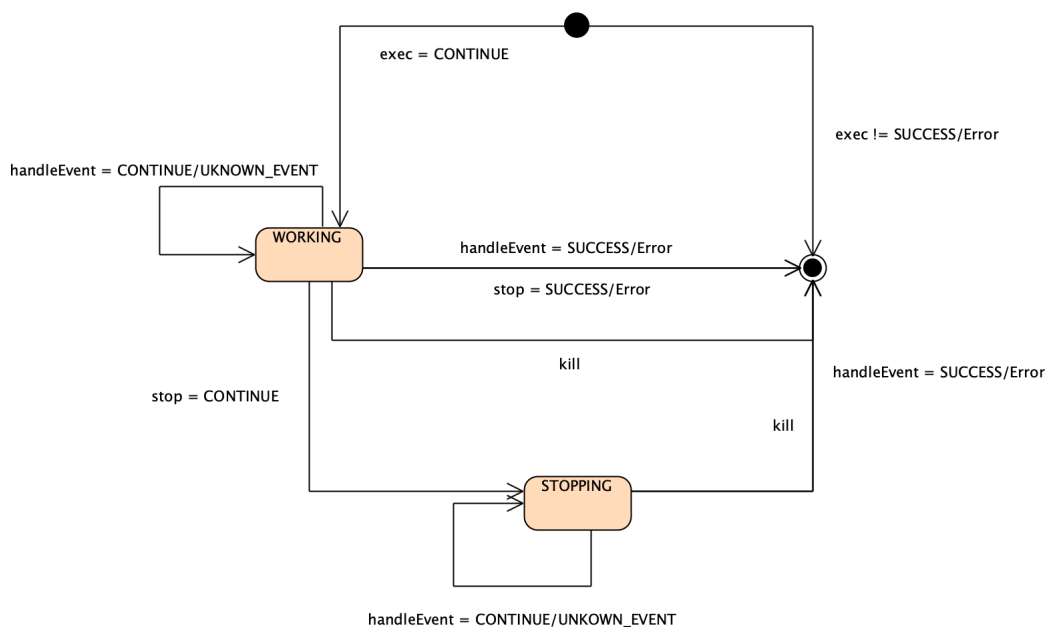 exec = CONTINUE
exec != SUCCESS/Error
handleEvent = CONTINUE/UKNOWN_EVENT
WORKING
handleEvent = SUCCESS/Error
stop = SUCCESS/Error
kill
handleEvent = SUCCESS/Error
stop = CONTINUE
kill
STOPPING
handleEvent = CONTINUE/UNKOWN_EVENT